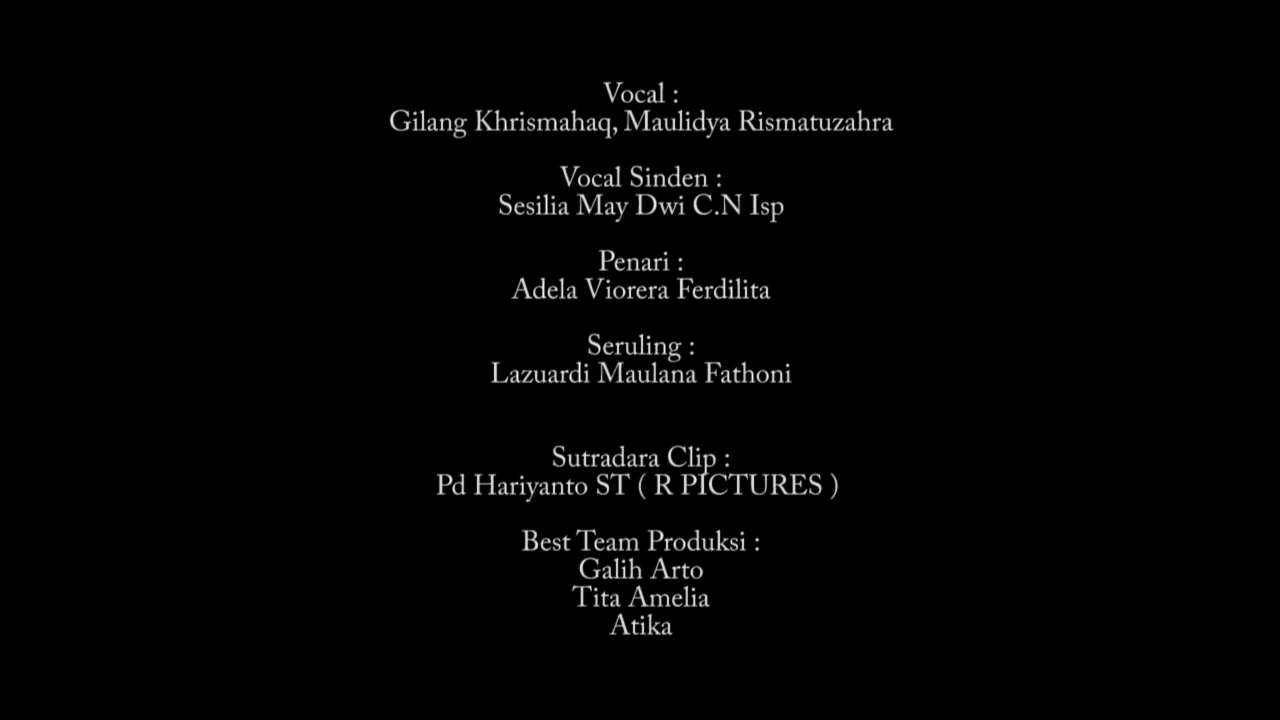 Vocal :
Gilang Khrismahaq, Maulidya Rismatuzahra
Vocal Sinden :
Sesilia May Dwi C.N Isp
Penari :
Adela Viorera Ferdilita
Seruling :
Lazuardi Maulana Fathoni
Sutradara Clip :
Pd Hariyanto ST ( R PICTURES )
Best Team Produksi :
Galih Arto
Tita Amelia
Atika